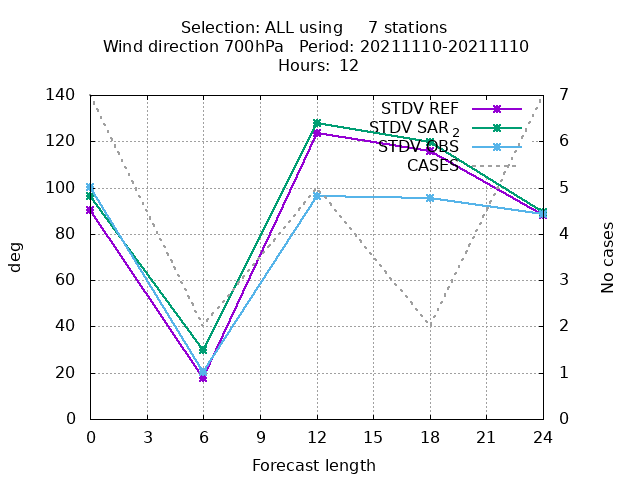 Selection: ALL using 7 stations
Wind direction 700hPa Period: 20211110-20211110
Hours: 12
140
120
100
80
60
40
20
0
deg
7
6
5
4
3
2
1
0
No cases
STDV REF
STDV SAR 2
STDV OBS
CASES
0 3 6 9 12 15 18 21 24
Forecast length